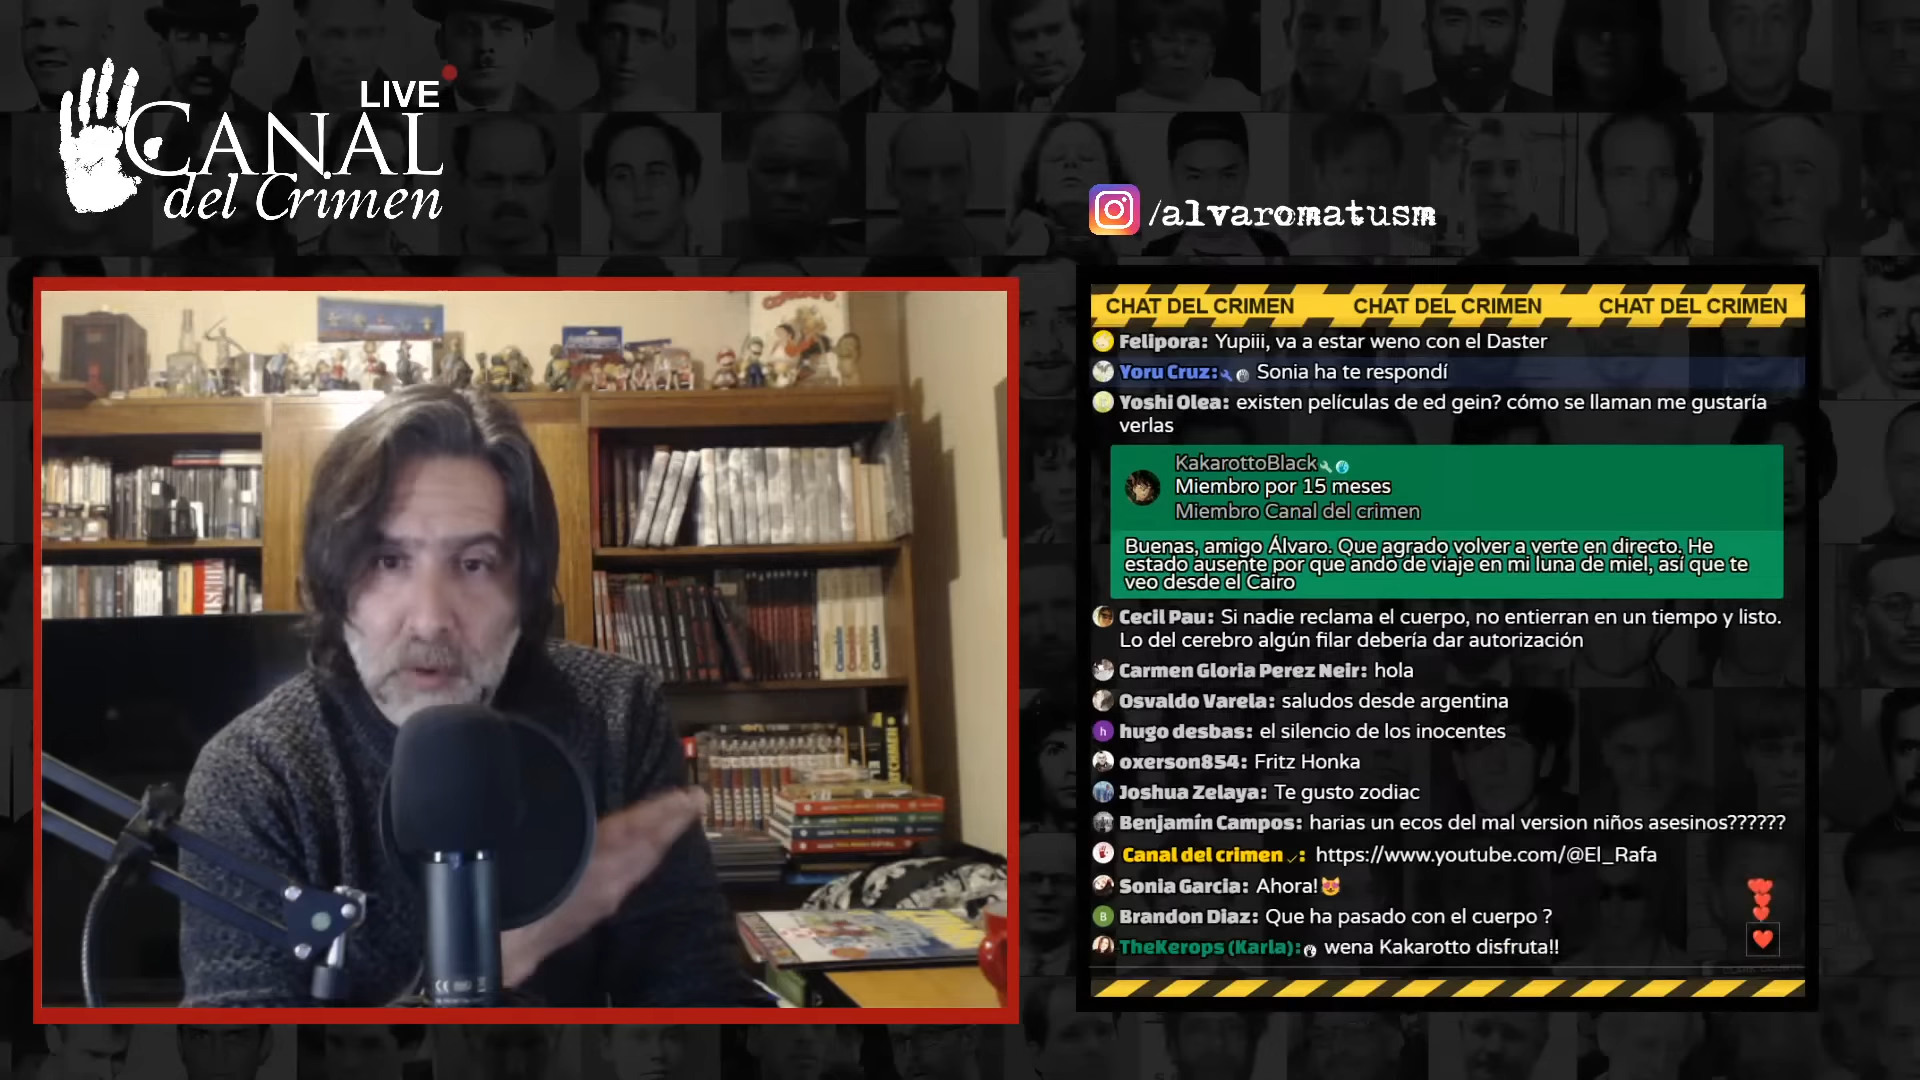 LIVE
CANAL
del Crimen
/alvaromatusm
CHAT DEL CRIMEN CHAT DEL CRIMEN CHAT DEL CRIMEN
Felipora: Yupiii, va a estar weno con el Daster
Yoru Cruz: Sonia ha te respondí
Yoshi Olea: existen películas de ed gein? cómo se llaman me gustaría
verlas
KakarottoBlack
Miembro por 15 meses
Miembro Canal del crimen
Buenas, amigo Álvaro. Que agrado volver a verte en directo. He
estado ausente por que ando de viaje en mi luna de miel, así que te
veo desde el Cairo
Cecil Pau: Si nadie reclama el cuerpo, no entierran en un tiempo y listo.
Lo del cerebro algún filar debería dar autorización
Carmen Gloria Perez Neir: hola
Osvaldo Varela: saludos desde argentina
h hugo desbas: el silencio de los inocentes
oxerson854: Fritz Honka
Joshua Zelaya: Te gusto zodiac
Benjamín Campos: harias un ecos del mal version niños asesinos??????
Canal del crimen ✓: https://www.youtube.com/@El_Rafa
Sonia Garcia: Ahora!😻
B Brandon Diaz: Que ha pasado con el cuerpo ?
TheKerops (Karla): wena Kakarotto disfruta!!